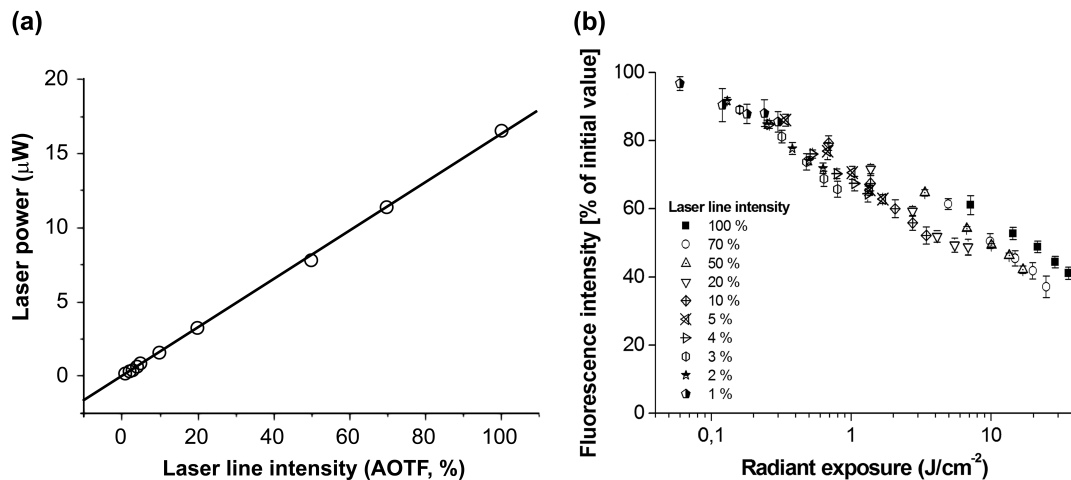 (a)
20
15
10
5
0
Laser power (μW)
0 20 40 60 80 100
Laser line intensity (AOTF, %)
(b)
Fluorescence intensity [% of initial value]
100
80
60
40
20
0
Laser line intensity
100 %
70 %
50 %
20 %
10 %
5 %
4 %
3 %
2 %
1 %
0,1 1 10
Radiant exposure (J/cm-2)